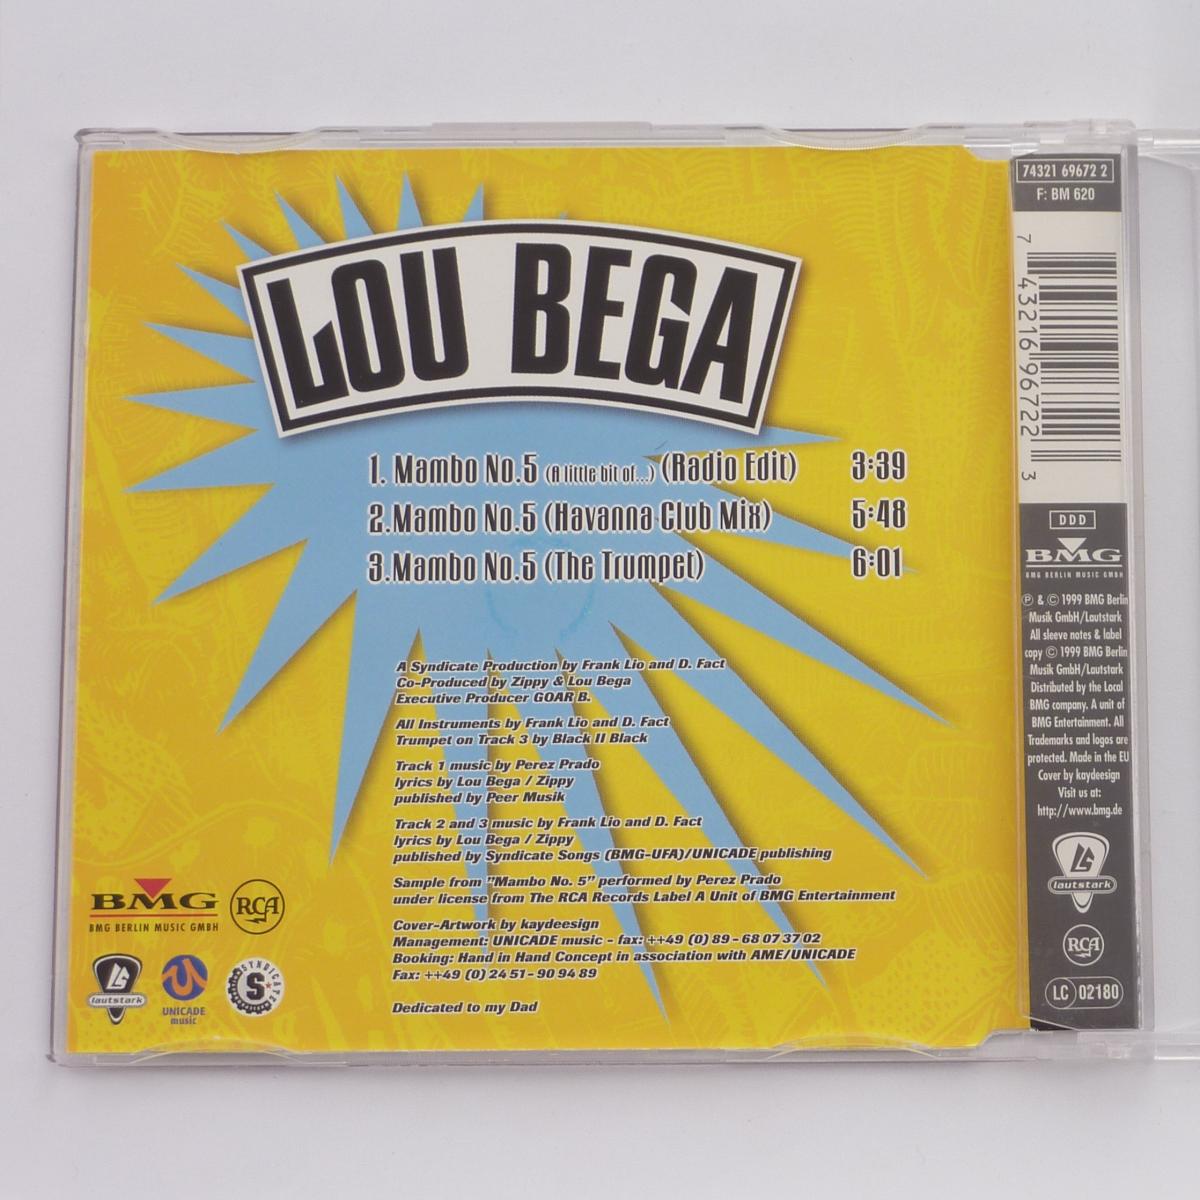 LOU BEGA
1. Mambo No.5 (A little bit of...) (Radio Edit) 3:39
2.Mambo No.5 (Havanna Club Mix) 5:48
3.Mambo No.5 (The Trumpet) 6:01
A Syndicate Production by Frank Lio and D. Fact
Co-Produced by Zippy & Lou Bega
Executive Producer GOAR B.
All Instruments by Frank Lio and D. Fact
Trumpet on Track 3 by Black II Black
Track 1 music by Perez Prado
lyrics by Lou Bega / Zippy
published by Peer Musik
Track 2 and 3 music by Frank Lio and D. Fact
lyrics by Lou Bega / Zippy
published by Syndicate Songs (BMG-UFA)/UNICADE publishing
Sample from "Mambo No. 5" performed by Perez Prado
under license from The RCA Records Label A Unit of BMG Entertainment
Cover-Artwork by kaydeesign
Management: UNICADE music - fax: ++49 (0) 89 - 68 07 37 02
Booking: Hand in Hand Concept in association with AME/UNICADE
Fax: ++49 (0) 24 51 - 90 94 89
Dedicated to my Dad
BMG
BMG BERLIN MUSIC GMBH
RCA
LS
lautstark
UNICADE
music
SYNDICATE
S
74321 69672 2
F: BM 620
7 43216 96722 3
DDD
BMG
BMG BERLIN MUSIC GMBH
℗ & © 1999 BMG Berlin
Musik GmbH/Lautstark
All sleeve notes & label
copy © 1999 BMG Berlin
Musik GmbH/Lautstark
Distributed by the Local
BMG company. A unit of
BMG Entertainment. All
Trademarks and logos are
protected. Made in the EU
Cover by kaydeesign
Visit us at:
http://www.bmg.de
LS
lautstark
RCA
LC 02180